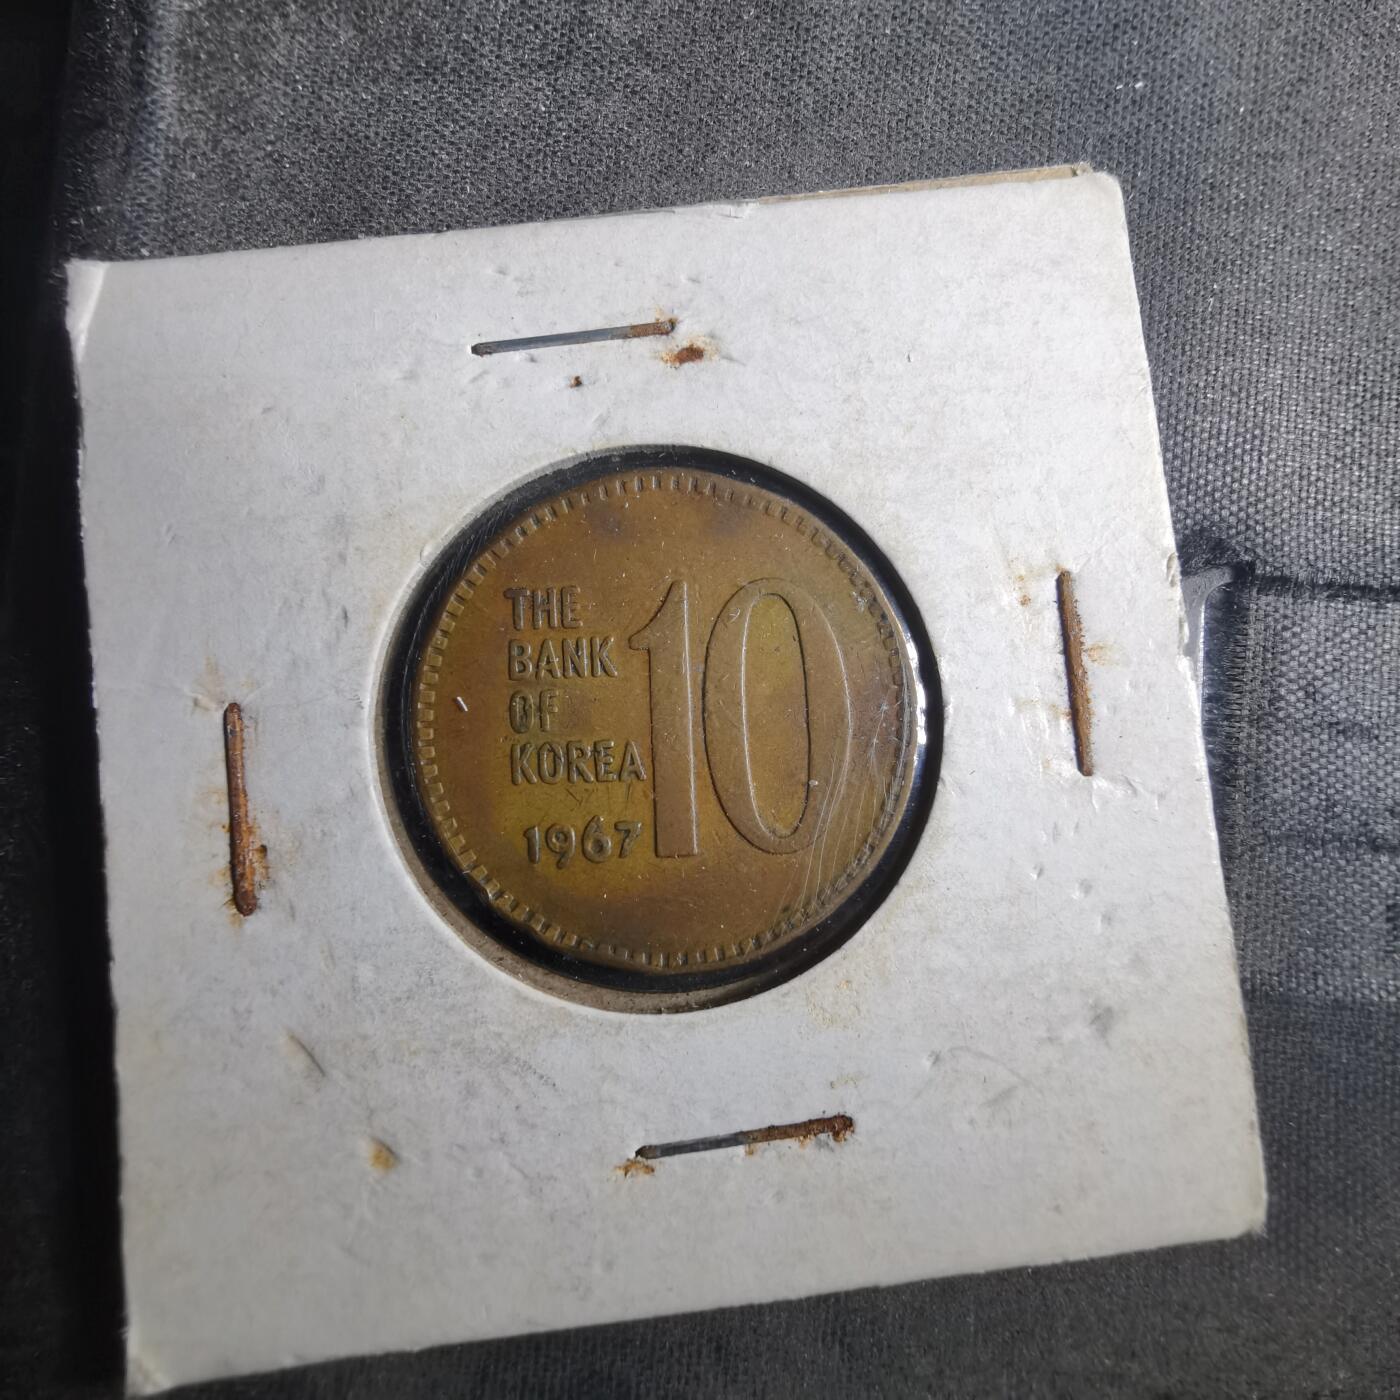 THE
BANK
OF
KOREA
1967
10